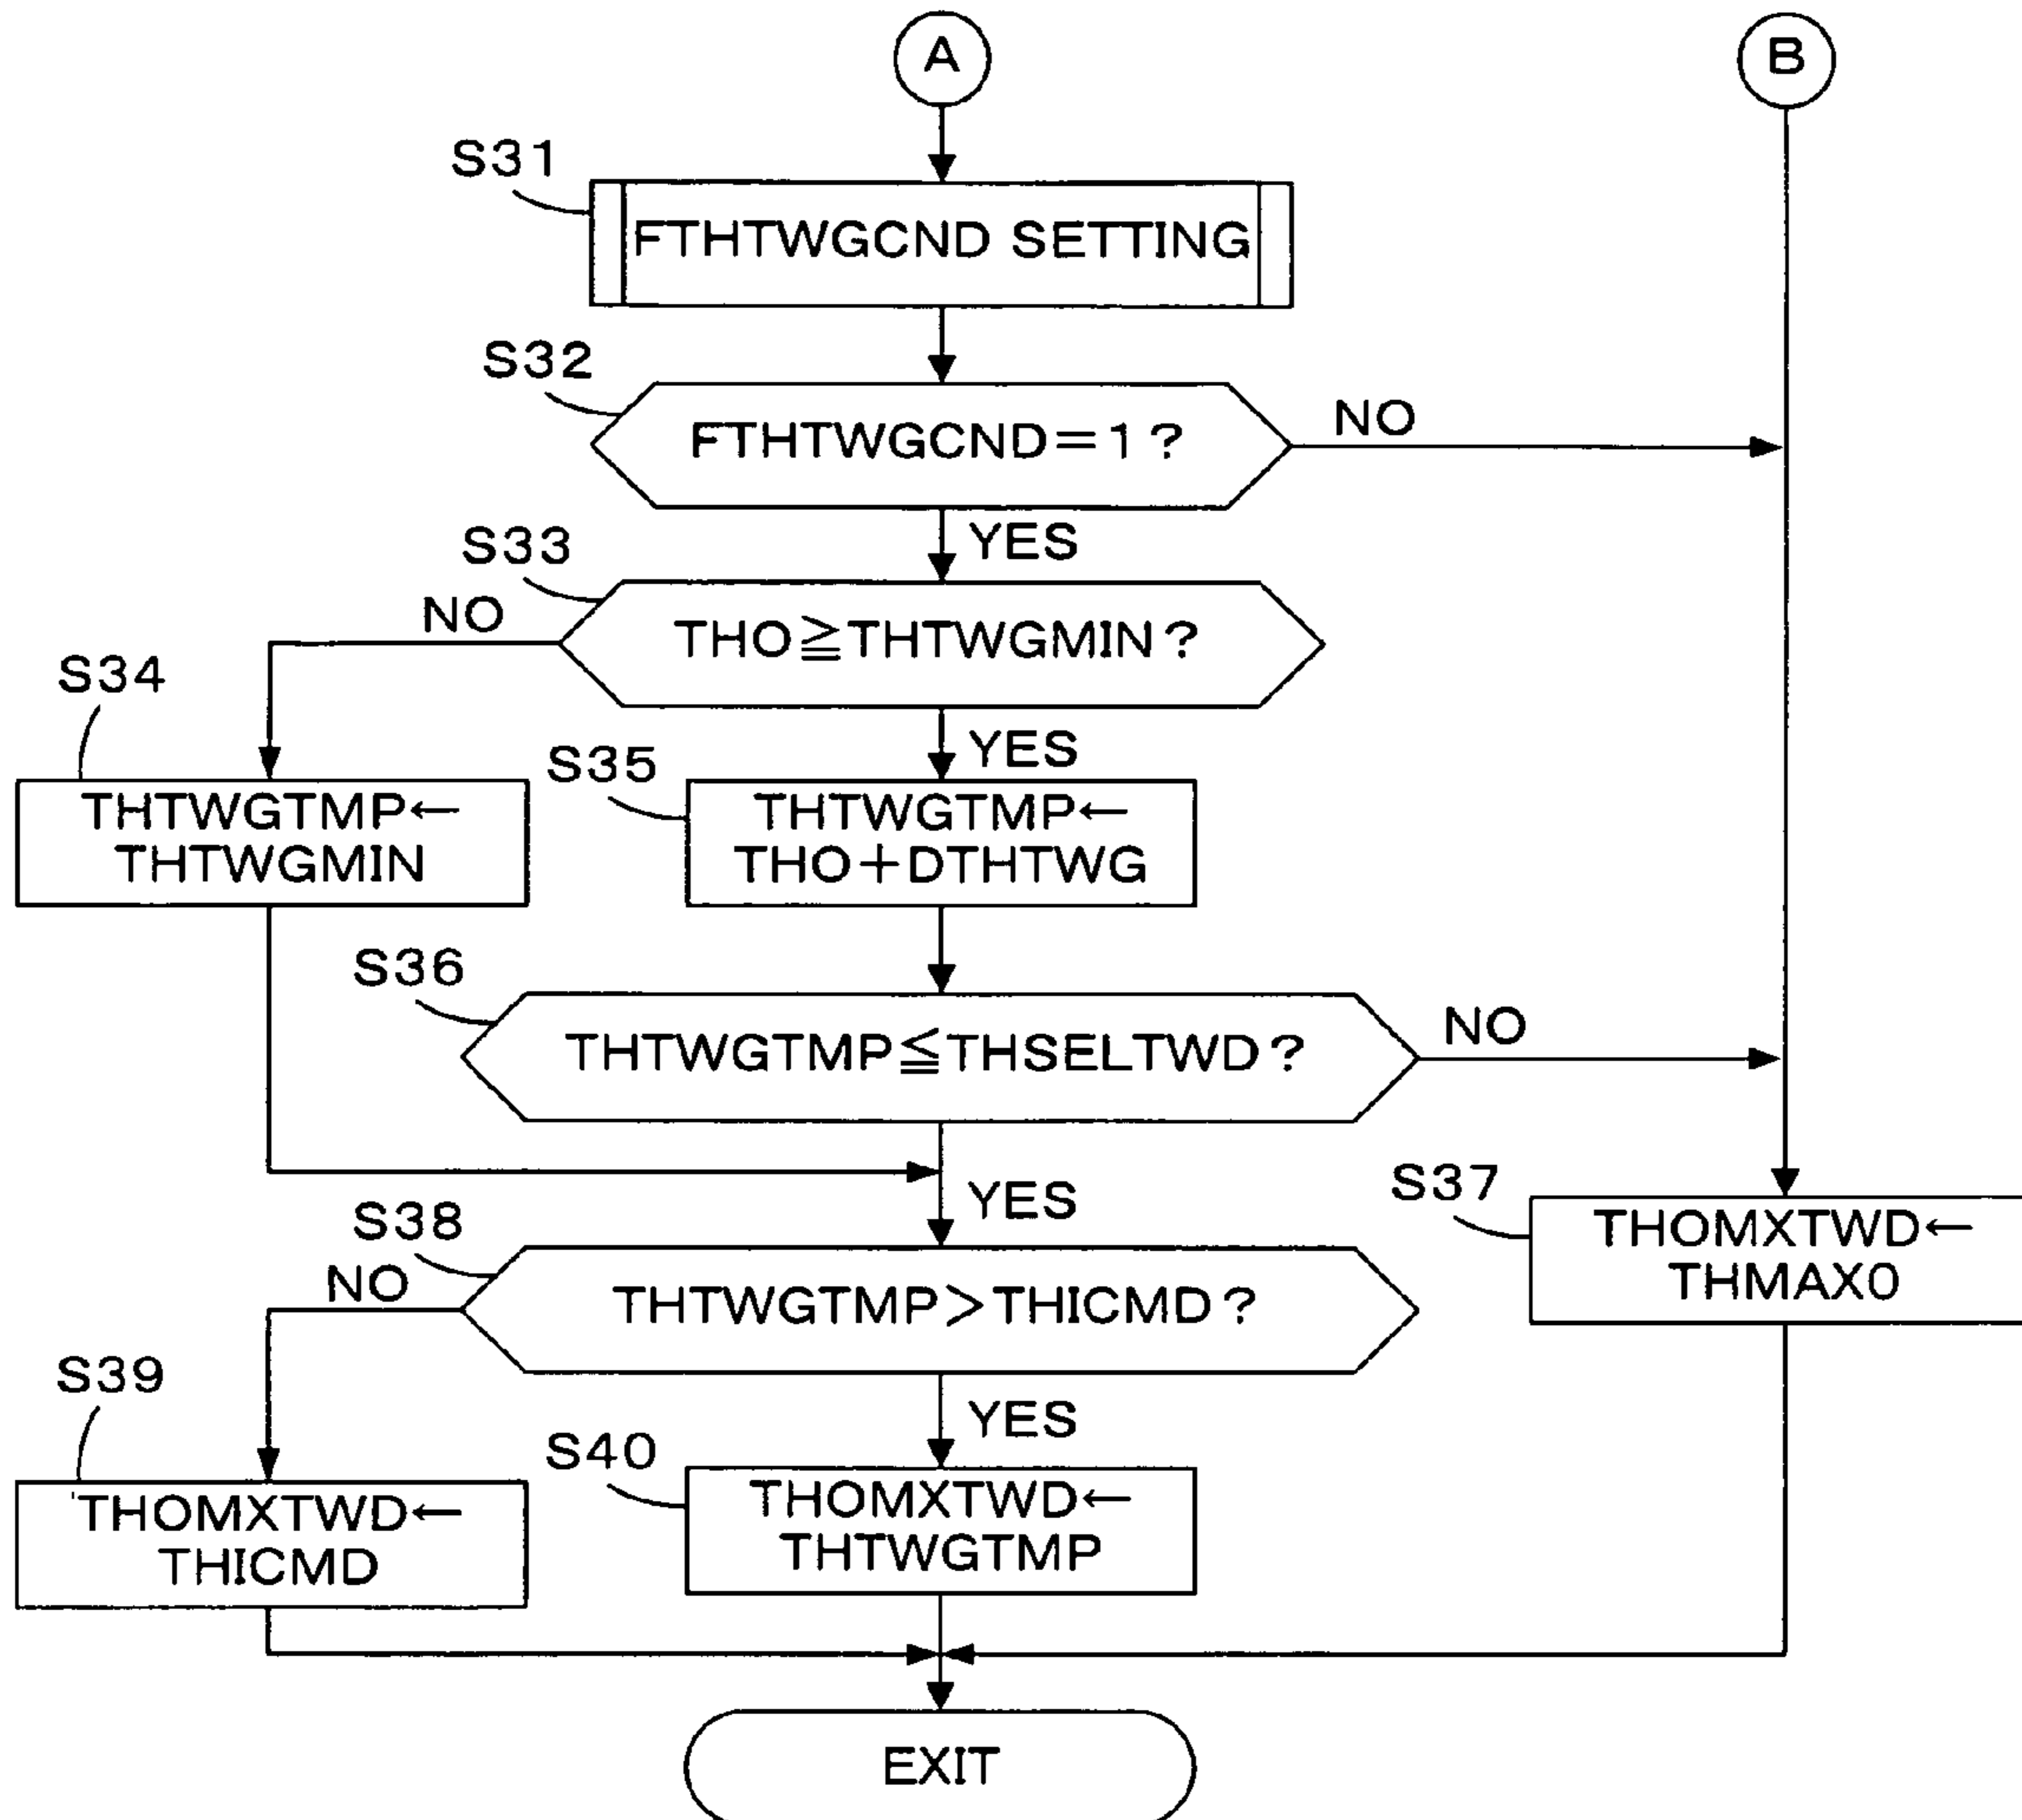 A
B
S31
FTHTWGCND SETTING
S32
FTHTWGCND=1?
NO
YES
S33
THO≧THTWGMIN?
NO
YES
S34
THTWGTMP←
THTWGMIN
S35
THTWGTMP←
THO+DTHTWG
S36
THTWGTMP≦THSELTWD?
NO
YES
S37
THOMXTWD←
THMAX0
S38
THTWGTMP>THICMD?
NO
YES
S39
THOMXTWD←
THICMD
S40
THOMXTWD←
THTWGTMP
EXIT